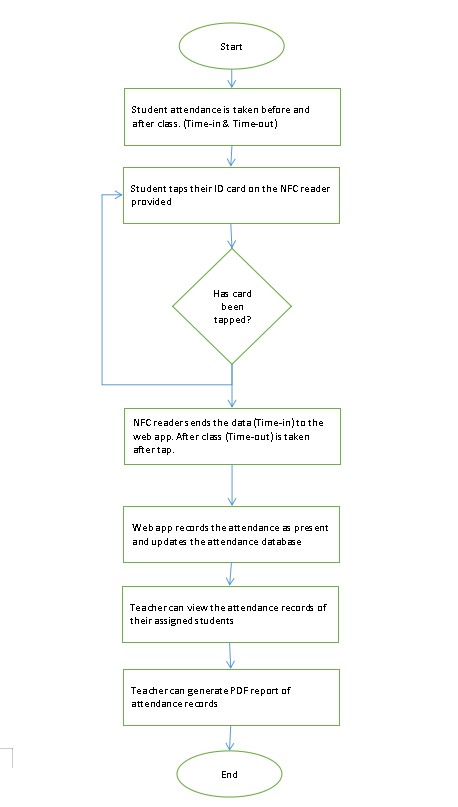 Start
Student attendance is taken before and
after class. (Time-in & Time-out)
Student taps their ID card on the NFC reader
provided
Has card
been
tapped?
NFC reader sends the data (Time-in) to the
web app. After class (Time-out) is taken
after tap.
Web app records the attendance as present
and updates the attendance database
Teacher can view the attendance records of
their assigned students
Teacher can generate PDF report of
attendance records
End